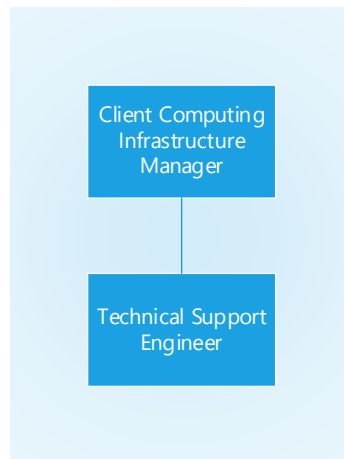 Client Computing
Infrastructure
Manager
Technical Support
Engineer